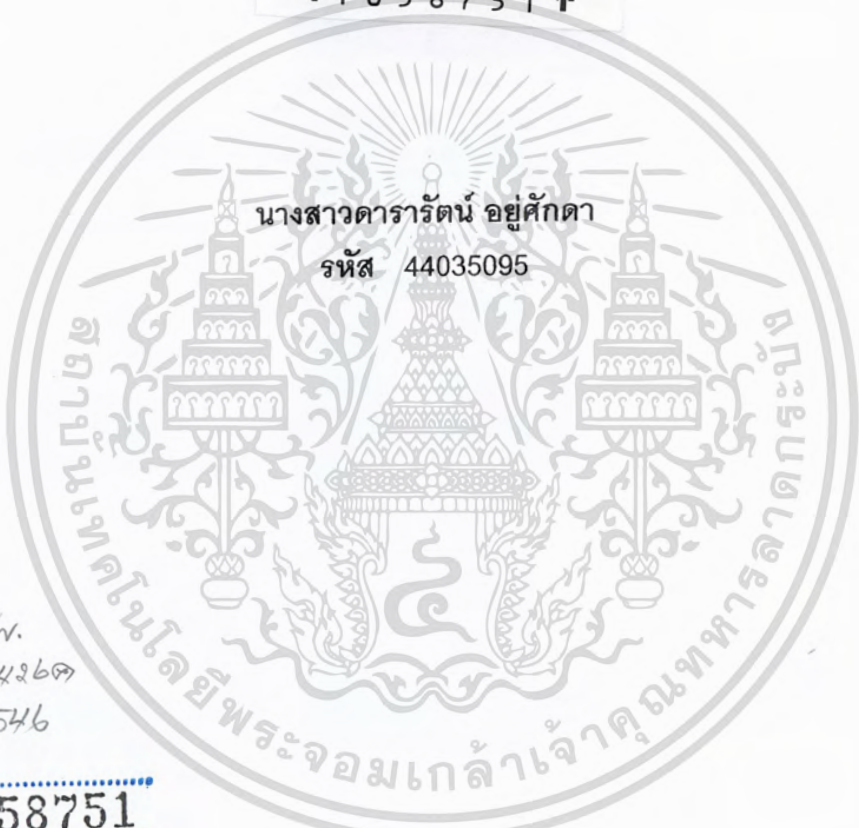 นางสาวดารารัตน์ อยู่ศักดา
รหัส 44035095
สถาบันเทคโนโลยีพระจอมเกล้าเจ้าคุณทหารลาดกระบัง
๔
58751